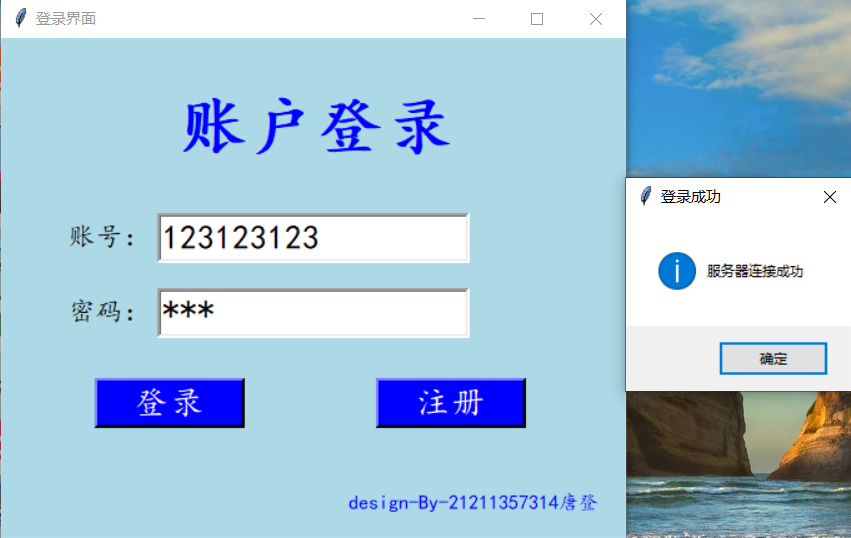 登录界面
账户登录
账号：
123123123
密码：
***
登录
注册
design-By-21211357314唐登
登录成功
服务器连接成功
确定